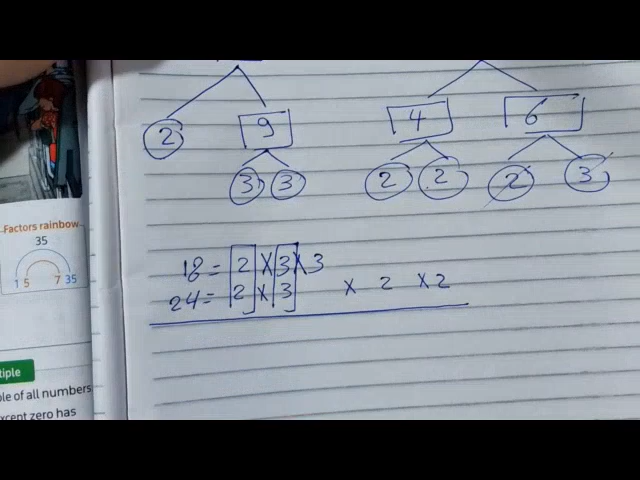 2 9 4 6
3 3 2 2 2 3
Factors rainbow
35
1 5 7 35
18 = 2 X 3 X 3
24 = 2 x 3 x 2 x 2
tiple
ple of all numbers
xcept zero has